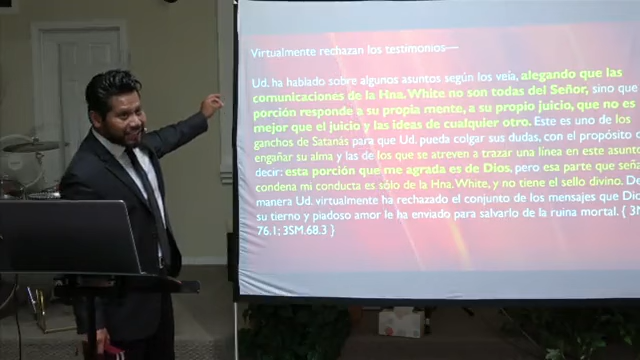 Virtualmente rechazan los testimonios—
Ud. ha hablado sobre algunos asuntos según los veía, alegando que las
comunicaciones de la Hna. White no son todas del Señor, sino que
porción responde a su propia mente, a su propio juicio, que no es
mejor que el juicio y las ideas de cualquier otro. Este es uno de los
ganchos de Satanás para que Ud. pueda colgar sus dudas, con el propósito
engañar su alma y las de los que se atreven a trazar una línea en este asunto
decir: esta porción que me agrada es de Dios, pero esa parte que
condena mi conducta es sólo de la Hna. White, y no tiene el sello divino.
manera Ud. virtualmente ha rechazado el conjunto de los mensajes que
su tierno y piadoso amor le ha enviado para salvarlo de la ruina mortal. {
76.1; 3SM.68.3 }